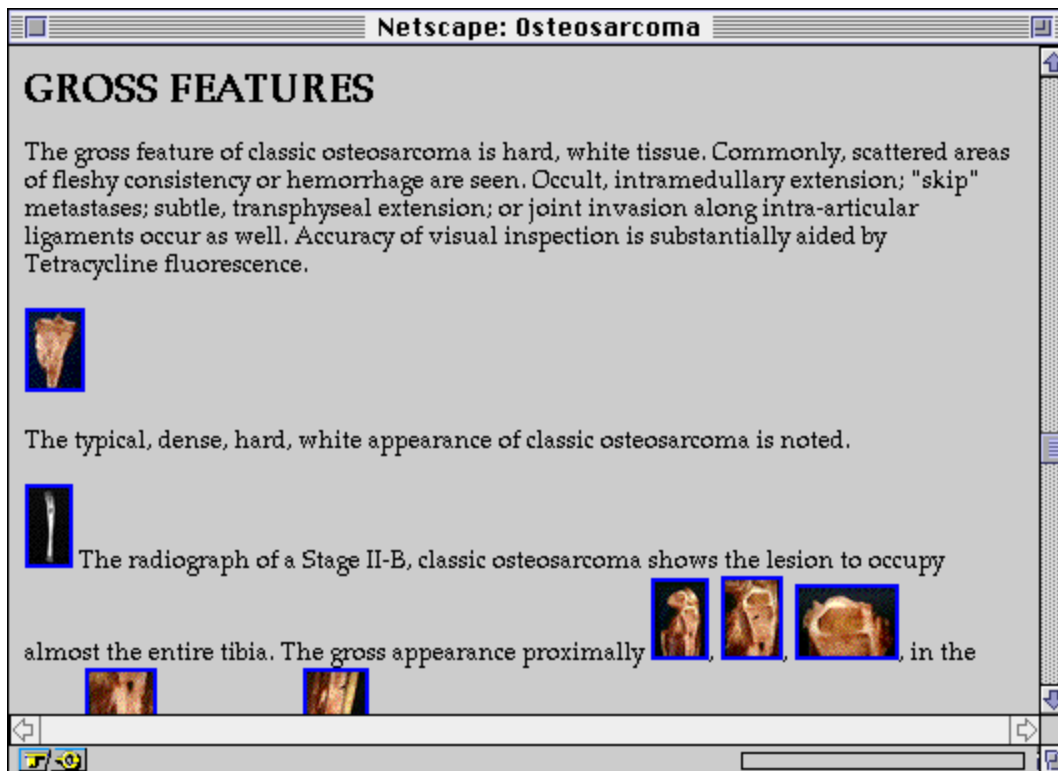 Netscape: Osteosarcoma
GROSS FEATURES
The gross feature of classic osteosarcoma is hard, white tissue. Commonly, scattered areas
of fleshy consistency or hemorrhage are seen. Occult, intramedullary extension; "skip"
metastases; subtle, transphyseal extension; or joint invasion along intra-articular
ligaments occur as well. Accuracy of visual inspection is substantially aided by
Tetracycline fluorescence.
The typical, dense, hard, white appearance of classic osteosarcoma is noted.
The radiograph of a Stage II-B, classic osteosarcoma shows the lesion to occupy
almost the entire tibia. The gross appearance proximally , , , in the